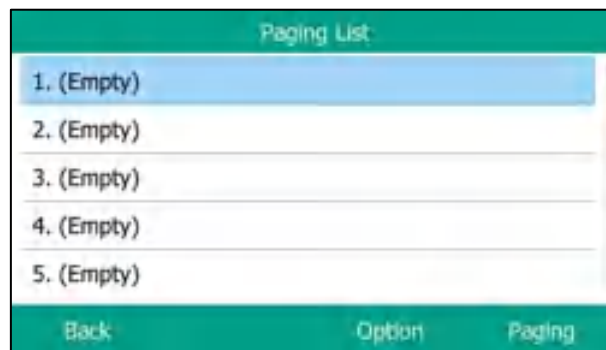 Paging List
1. (Empty)
2. (Empty)
3. (Empty)
4. (Empty)
5. (Empty)
Back Option Paging